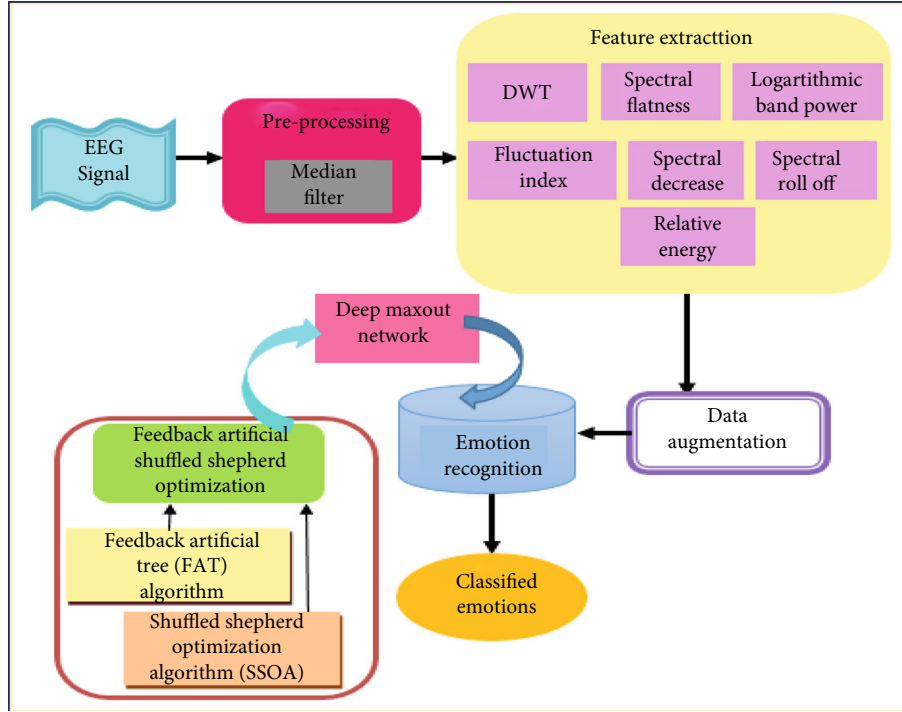 EEG
Signal
Pre-processing
Median
filter
Feature extracttion
DWT
Spectral
flatness
Logartithmic
band power
Fluctuation
index
Spectral
decrease
Spectral
roll off
Relative
energy
Deep maxout
network
Feedback artificial
shuffled shepherd
optimization
Emotion
recognition
Data
augmentation
Feedback artificial
tree (FAT)
algorithm
Classified
emotions
Shuffled shepherd
optimization
algorithm (SSOA)